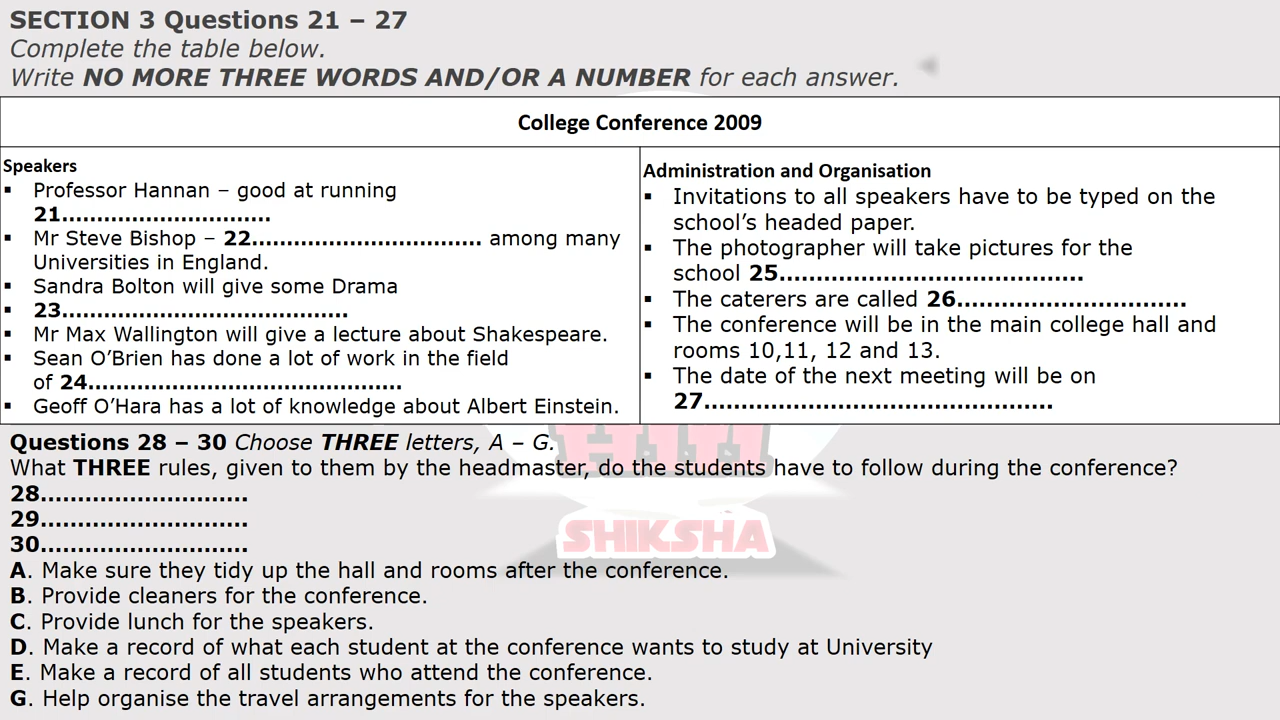 SECTION 3 Questions 21 – 27
Complete the table below.
Write NO MORE THREE WORDS AND/OR A NUMBER for each answer.
College Conference 2009
Speakers
▪ Professor Hannan – good at running
21..............................
▪ Mr Steve Bishop – 22................................. among many
Universities in England.
▪ Sandra Bolton will give some Drama
▪ 23.........................................
▪ Mr Max Wallington will give a lecture about Shakespeare.
▪ Sean O’Brien has done a lot of work in the field
of 24.............................................
▪ Geoff O’Hara has a lot of knowledge about Albert Einstein.
Administration and Organisation
▪ Invitations to all speakers have to be typed on the
school’s headed paper.
▪ The photographer will take pictures for the
school 25.........................................
▪ The caterers are called 26...............................
▪ The conference will be in the main college hall and
rooms 10,11, 12 and 13.
▪ The date of the next meeting will be on
27...............................................
Questions 28 – 30 Choose THREE letters, A – G.
What THREE rules, given to them by the headmaster, do the students have to follow during the conference?
28..............................
29..............................
30..............................
A. Make sure they tidy up the hall and rooms after the conference.
B. Provide cleaners for the conference.
C. Provide lunch for the speakers.
D. Make a record of what each student at the conference wants to study at University
E. Make a record of all students who attend the conference.
G. Help organise the travel arrangements for the speakers.
SHIKSHA